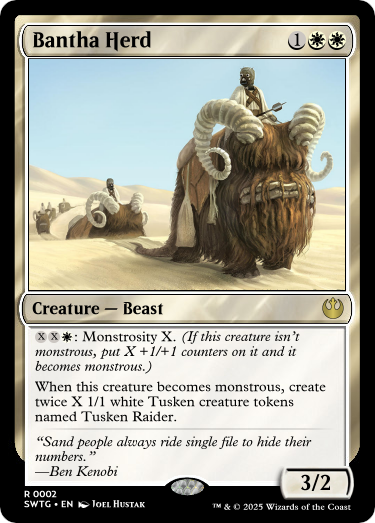 Bantha Herd 1
Creature — Beast
X X : Monstrosity X. (If this creature isn't
monstrous, put X +1/+1 counters on it and it
becomes monstrous.)
When this creature becomes monstrous, create
twice X 1/1 white Tusken creature tokens
named Tusken Raider.
"Sand people always ride single file to hide their
numbers."
—Ben Kenobi
3/2
R 0002
SWTG • EN Joel Hustak
™ & © 2025 Wizards of the Coast